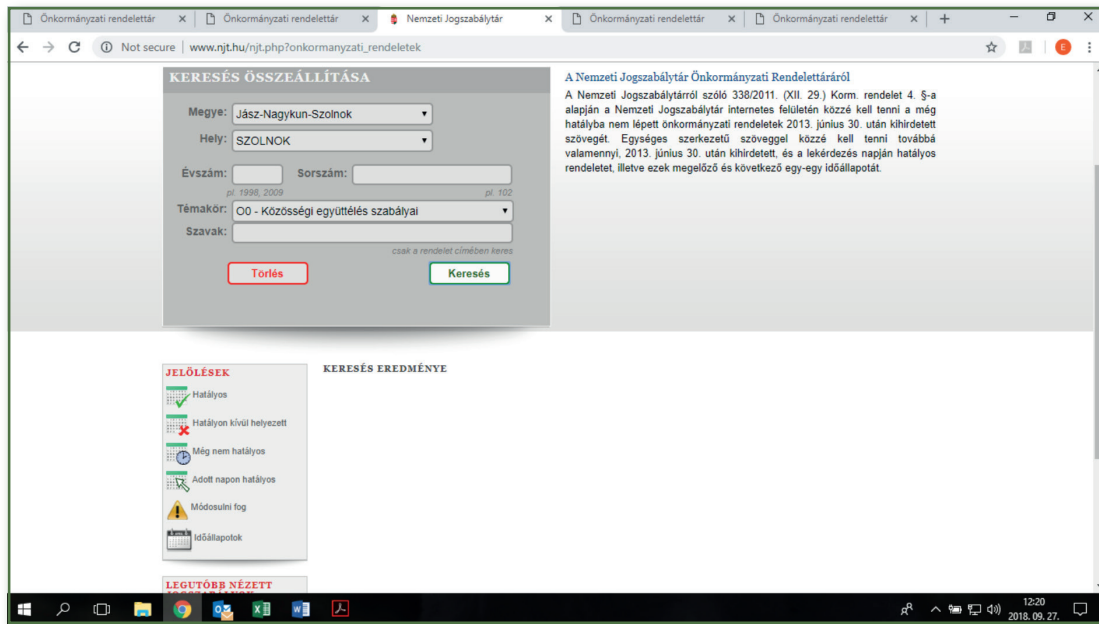 Önkormányzati rendelettár
Önkormányzati rendelettár
Nemzeti Jogszabálytár
Önkormányzati rendelettár
Önkormányzati rendelettár
Not secure | www.njt.hu/njt.php?onkormanyzati_rendeletek
E
KERESÉS ÖSSZEÁLLÍTÁSA
Megye: Jász-Nagykun-Szolnok
Hely: SZOLNOK
Évszám: Sorszám:
pl. 1996, 2009 pl. 102
Témakör: O0 - Közösségi együttélés szabályai
Szavak:
csak a rendelet címében keres
Törlés Keresés
A Nemzeti Jogszabálytár Önkormányzati Rendelettáráról
A Nemzeti Jogszabálytárról szóló 338/2011. (XII. 29.) Korm. rendelet 4. §-a
alapján a Nemzeti Jogszabálytár internetes felületén közzé kell tenni a még
hatályba nem lépett önkormányzati rendeletek 2013. június 30. után kihirdetett
szövegét. Egységes szerkezetű szöveggel közzé kell tenni továbbá
valamennyi, 2013. június 30. után kihirdetett, és a lekérdezés napján hatályos
rendeletet, illetve ezek megelőző és következő egy-egy időállapotát.
JELÖLÉSEK
Hatályos
Hatályon kívül helyezett
Még nem hatályos
Adott napon hatályos
Módosulni fog
Időállapotok
KERESÉS EREDMÉNYE
LEGUTÓBB NÉZETT
JOGSZABÁLYOK
12:20
2018. 09. 27.